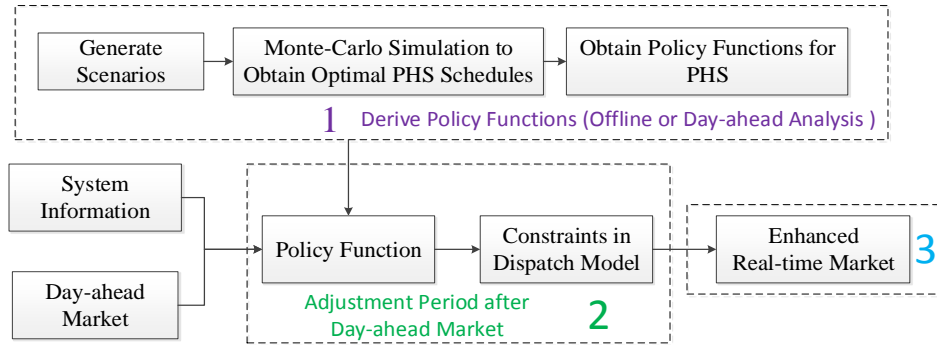 Generate
Scenarios
Monte-Carlo Simulation to
Obtain Optimal PHS Schedules
Obtain Policy Functions for
PHS
1 Derive Policy Functions (Offline or Day-ahead Analysis )
System
Information
Day-ahead
Market
Policy Function
Constraints in
Dispatch Model
Adjustment Period after
Day-ahead Market
2
Enhanced
Real-time Market
3